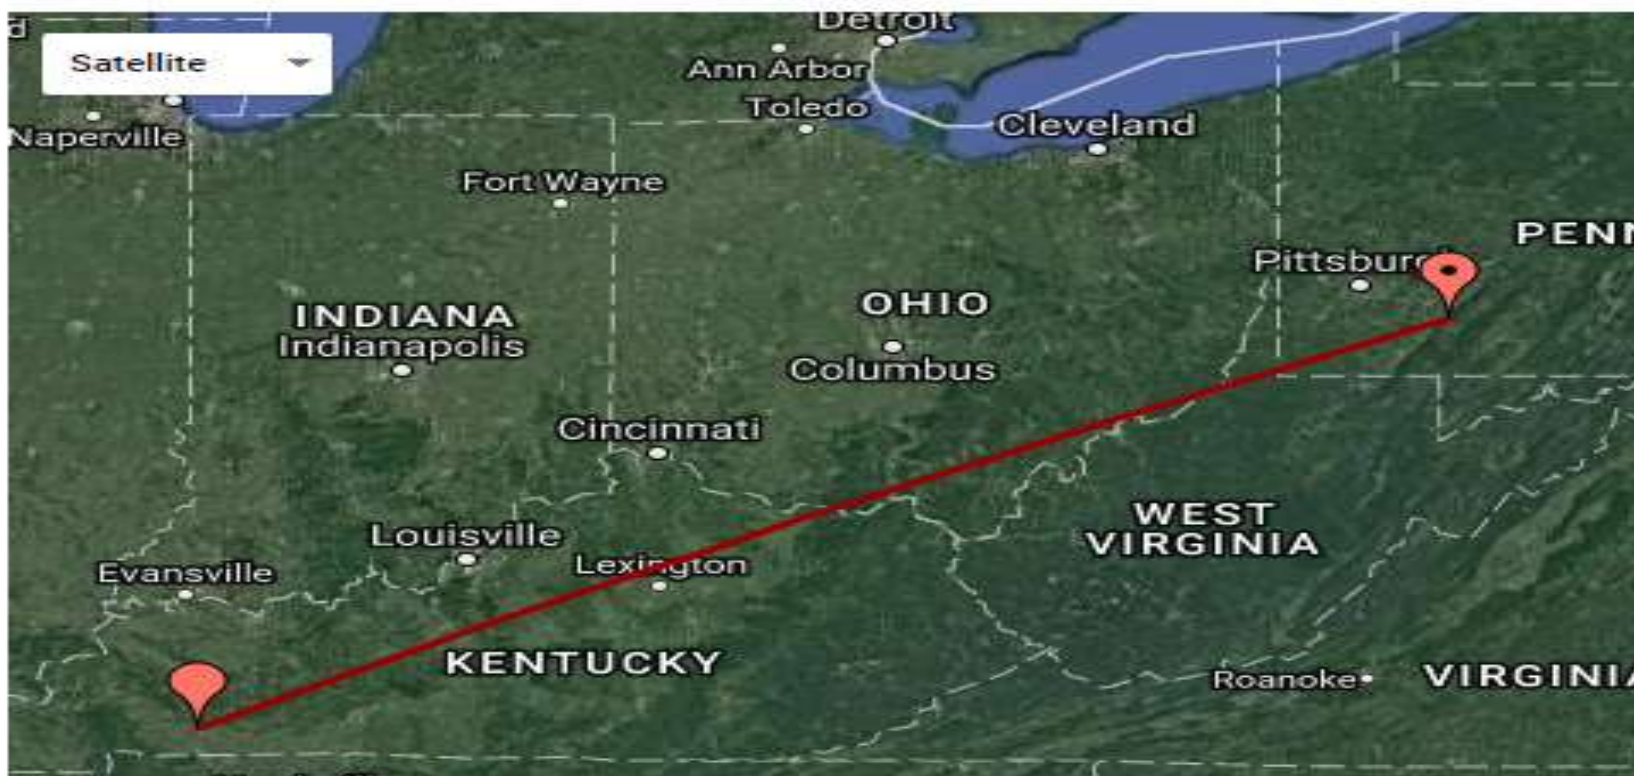 Detroit
Satellite
Ann Arbor
Toledo
Cleveland
Naperville
Fort Wayne
PENN
Pittsburg
OHIO
INDIANA
Indianapolis
Columbus
Cincinnati
WEST
VIRGINIA
Louisville
Lexington
Evansville
KENTUCKY
Roanoke
VIRGINIA